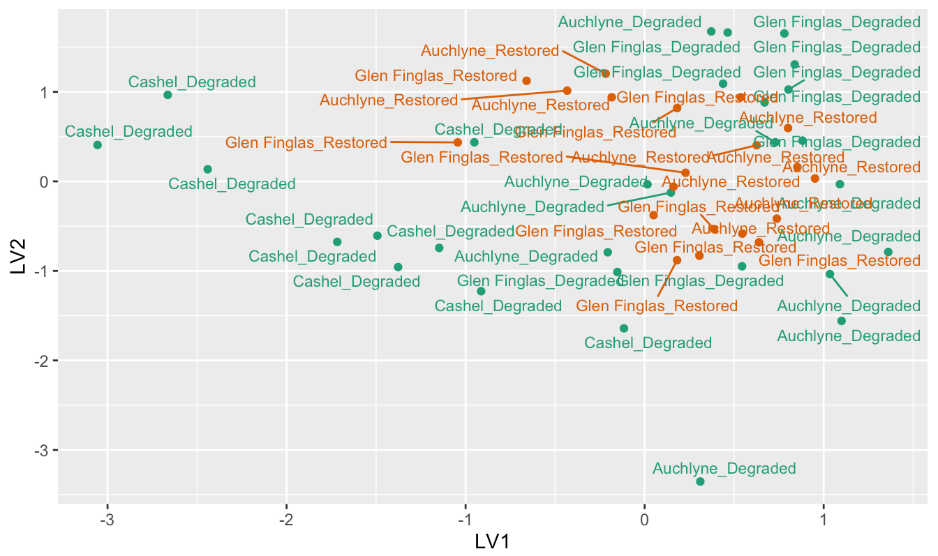 Auchlyne_Degraded
Glen Finglas_Degraded
Auchlyne_Restored
Glen Finglas_Degraded
Glen Finglas_Degraded
Glen Finglas_Restored
Glen Finglas_Degraded
Glen Finglas_Degraded
Cashel_Degraded
Auchlyne_Restored
Auchlyne_Restored
Glen Finglas_Restored
Glen Finglas_Degraded
Auchlyne_Restored
Cashel_Degraded
Cashel_Degraded
Glen Finglas_Restored
Auchlyne_Degraded
Glen Finglas_Restored
Glen Finglas_Degraded
Glen Finglas_Restored
Auchlyne_Restored
Auchlyne_Restored
Auchlyne_Restored
Cashel_Degraded
Auchlyne_Degraded
Auchlyne_Restored
Auchlyne_Degraded
Glen Finglas_Restored
Auchlyne_Restored
Auchlyne_Degraded
Cashel_Degraded
Cashel_Degraded
Glen Finglas_Restored
Auchlyne_Restored
Auchlyne_Degraded
Cashel_Degraded
Auchlyne_Degraded
Glen Finglas_Restored
Glen Finglas_Restored
Cashel_Degraded
Glen Finglas_Degraded
Glen Finglas_Degraded
Cashel_Degraded
Glen Finglas_Restored
Auchlyne_Degraded
Cashel_Degraded
Auchlyne_Degraded
Auchlyne_Degraded
1
0
-1
-2
-3
LV2
-3
-2
-1
0
1
LV1